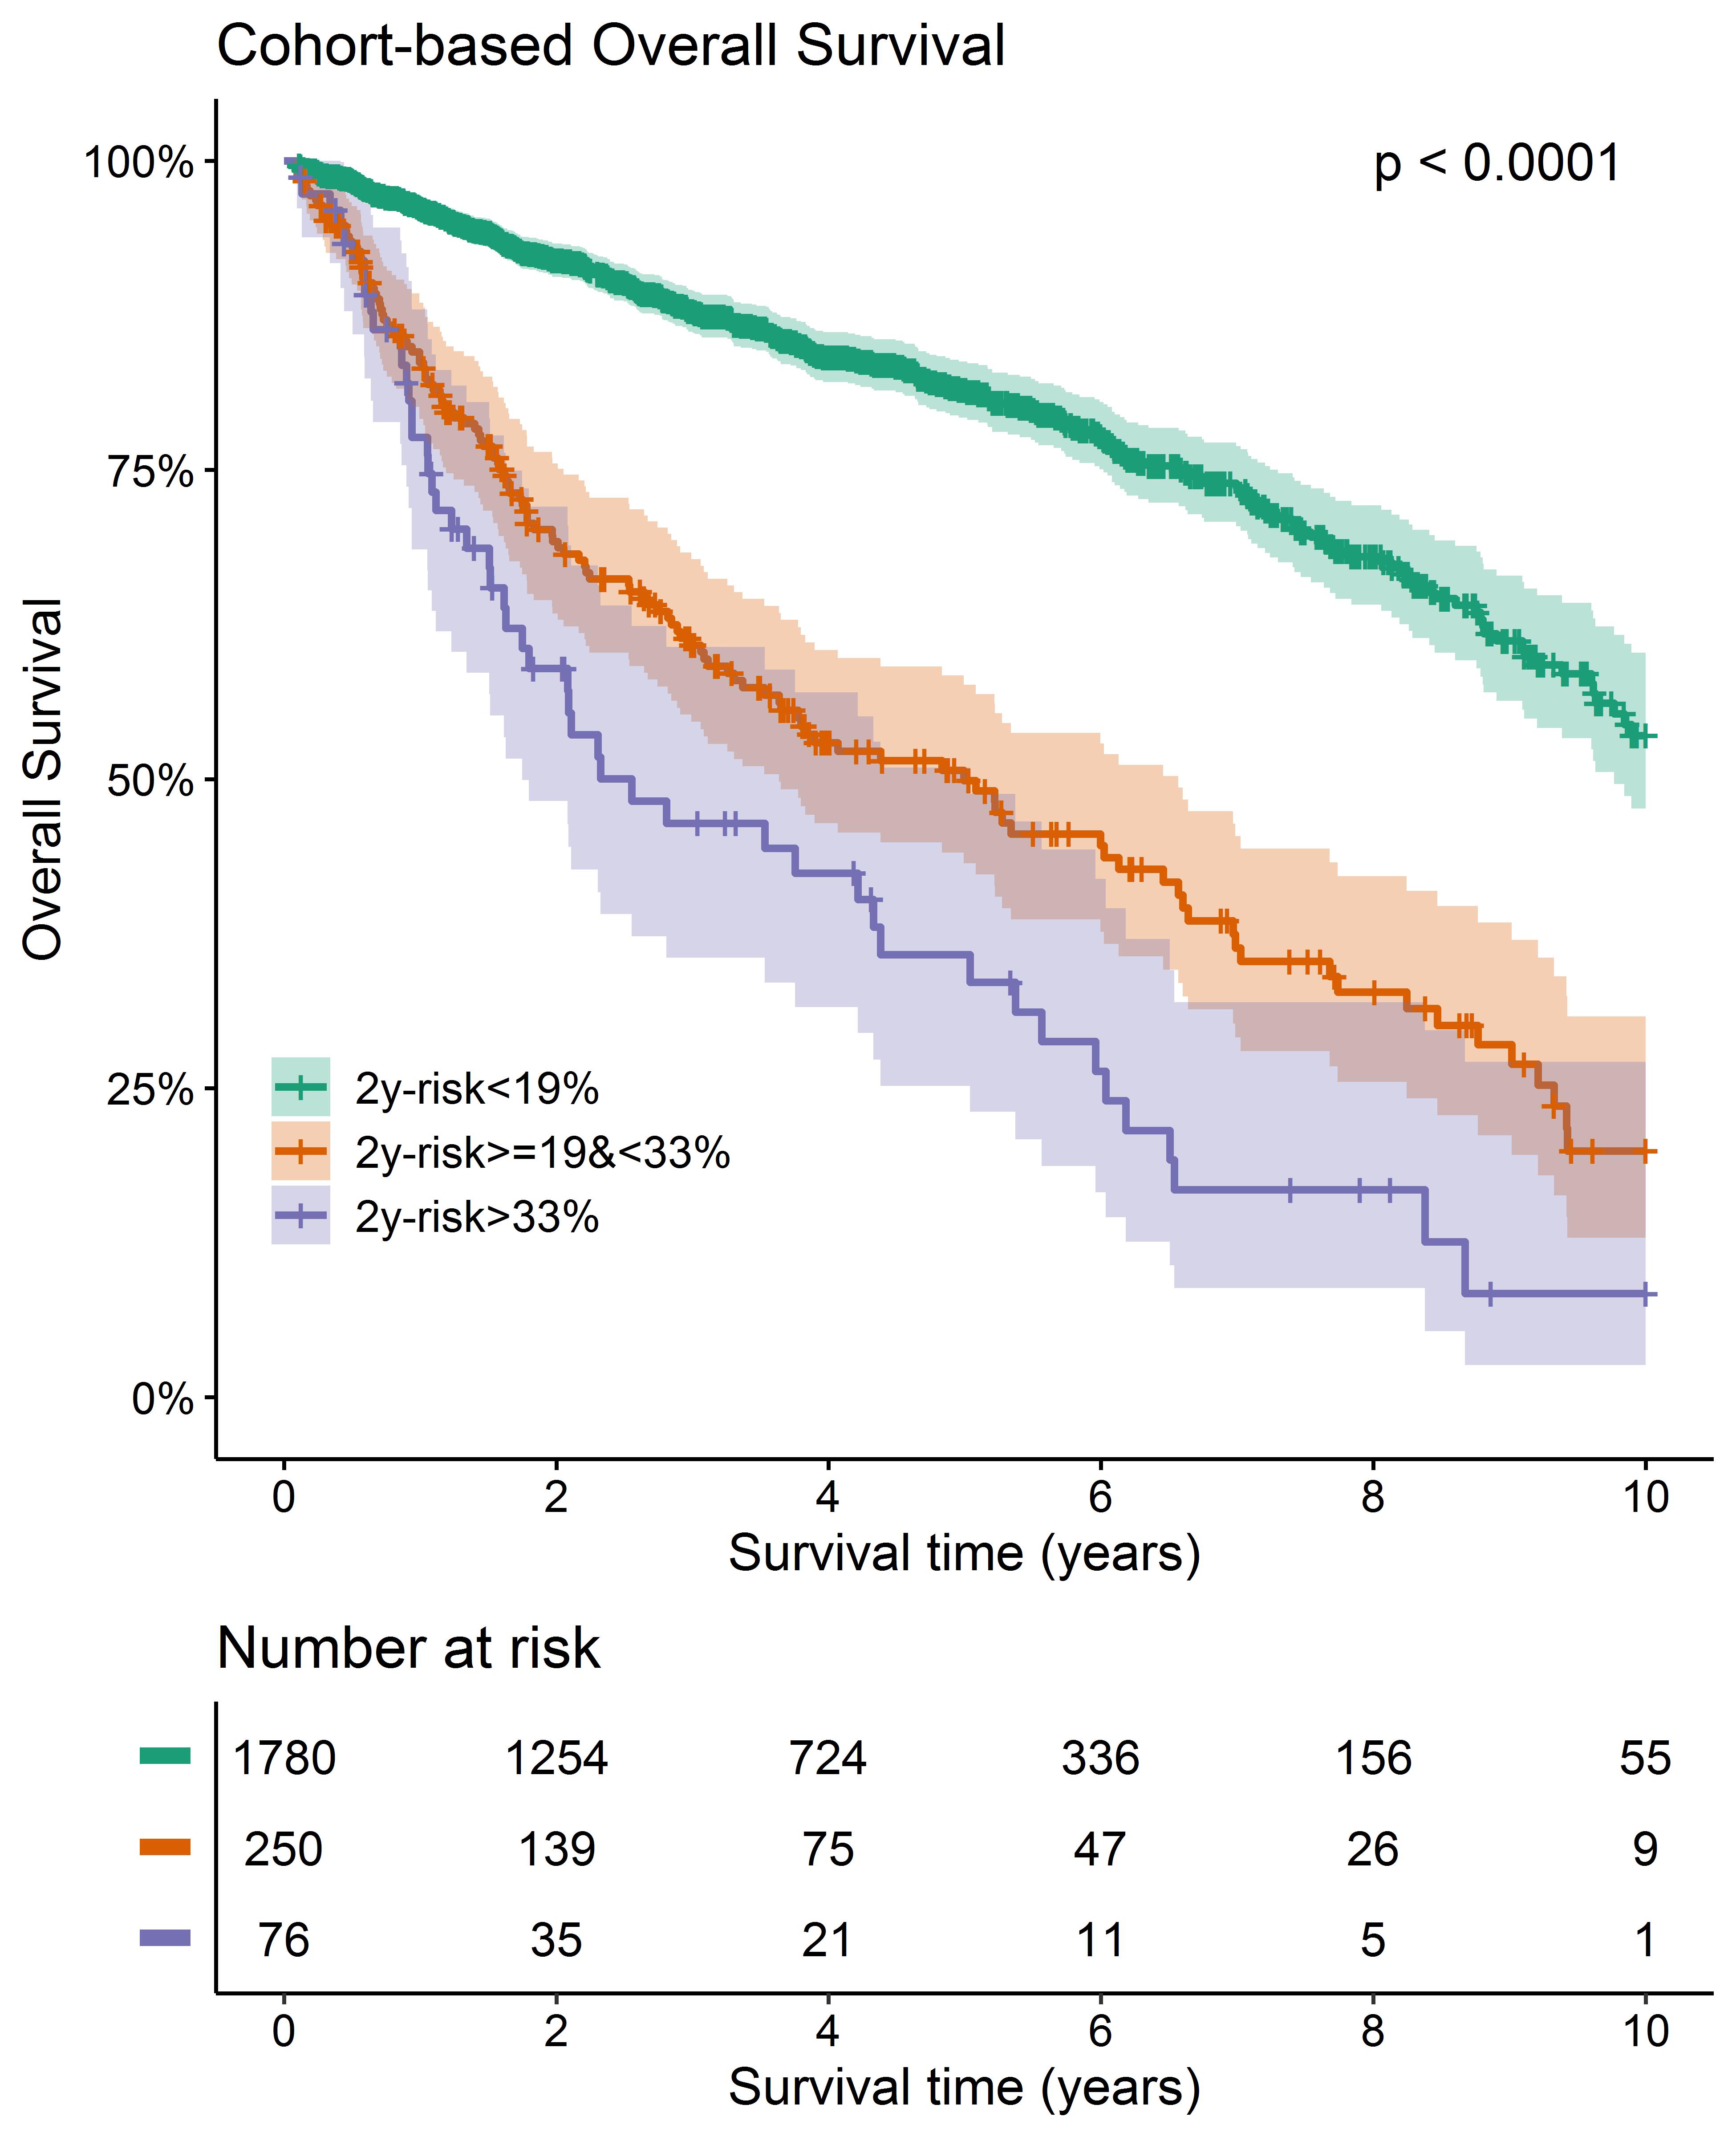 Cohort-based Overall Survival
100%
75%
50%
25%
0%
Overall Survival
p < 0.0001
2y-risk<19%
2y-risk>=19&<33%
2y-risk>33%
0 2 4 6 8 10
Survival time (years)
Number at risk
1780 1254 724 336 156 55
250 139 75 47 26 9
76 35 21 11 5 1
0 2 4 6 8 10
Survival time (years)